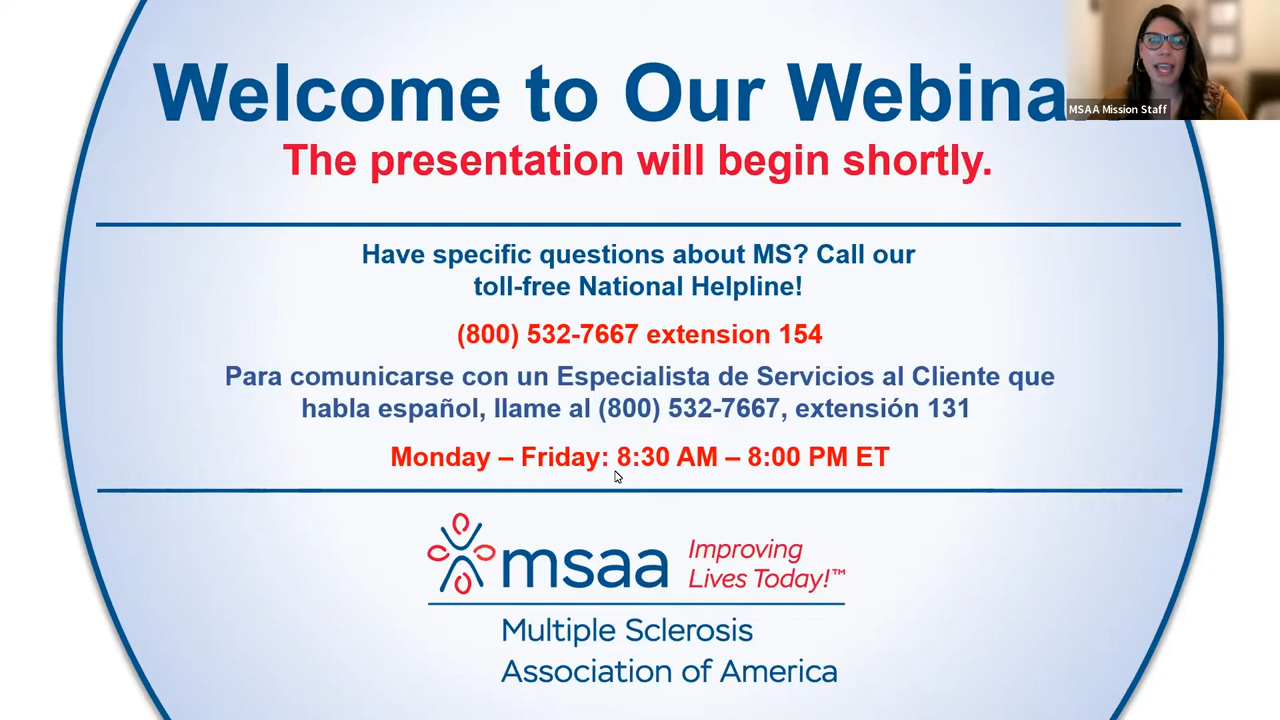 Welcome to Our Webina
MSAA Mission Staff
The presentation will begin shortly.
Have specific questions about MS? Call our
toll-free National Helpline!
(800) 532-7667 extension 154
Para comunicarse con un Especialista de Servicios al Cliente que
habla español, llame al (800) 532-7667, extensión 131
Monday – Friday: 8:30 AM – 8:00 PM ET
msaa
Improving
Lives Today!™
Multiple Sclerosis
Association of America